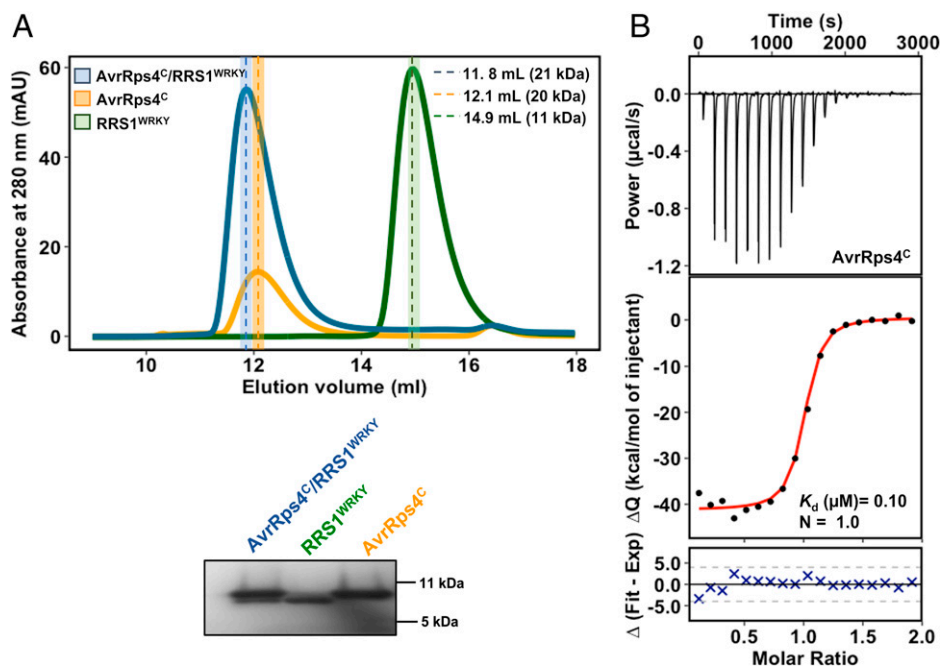 A
AvrRps4ᶜ/RRS1ᵂᴿᴷʸ
AvrRps4ᶜ
RRS1ᵂᴿᴷʸ
11. 8 mL (21 kDa)
12.1 mL (20 kDa)
14.9 mL (11 kDa)
Absorbance at 280 nm (mAU)
60
40
20
0
10
12
14
16
18
Elution volume (ml)
AvrRps4ᶜ/RRS1ᵂᴿᴷʸ
RRS1ᵂᴿᴷʸ
AvrRps4ᶜ
11 kDa
5 kDa
B
Time (s)
0
1000
2000
3000
Power (µcal/s)
0.0
-0.4
-0.8
-1.2
AvrRps4ᶜ
ΔQ (kcal/mol of injectant)
0
-10
-20
-30
-40
Kd (µM)= 0.10
N = 1.0
Δ (Fit - Exp)
5.0
0.0
-5.0
0.5
1.0
1.5
2.0
Molar Ratio